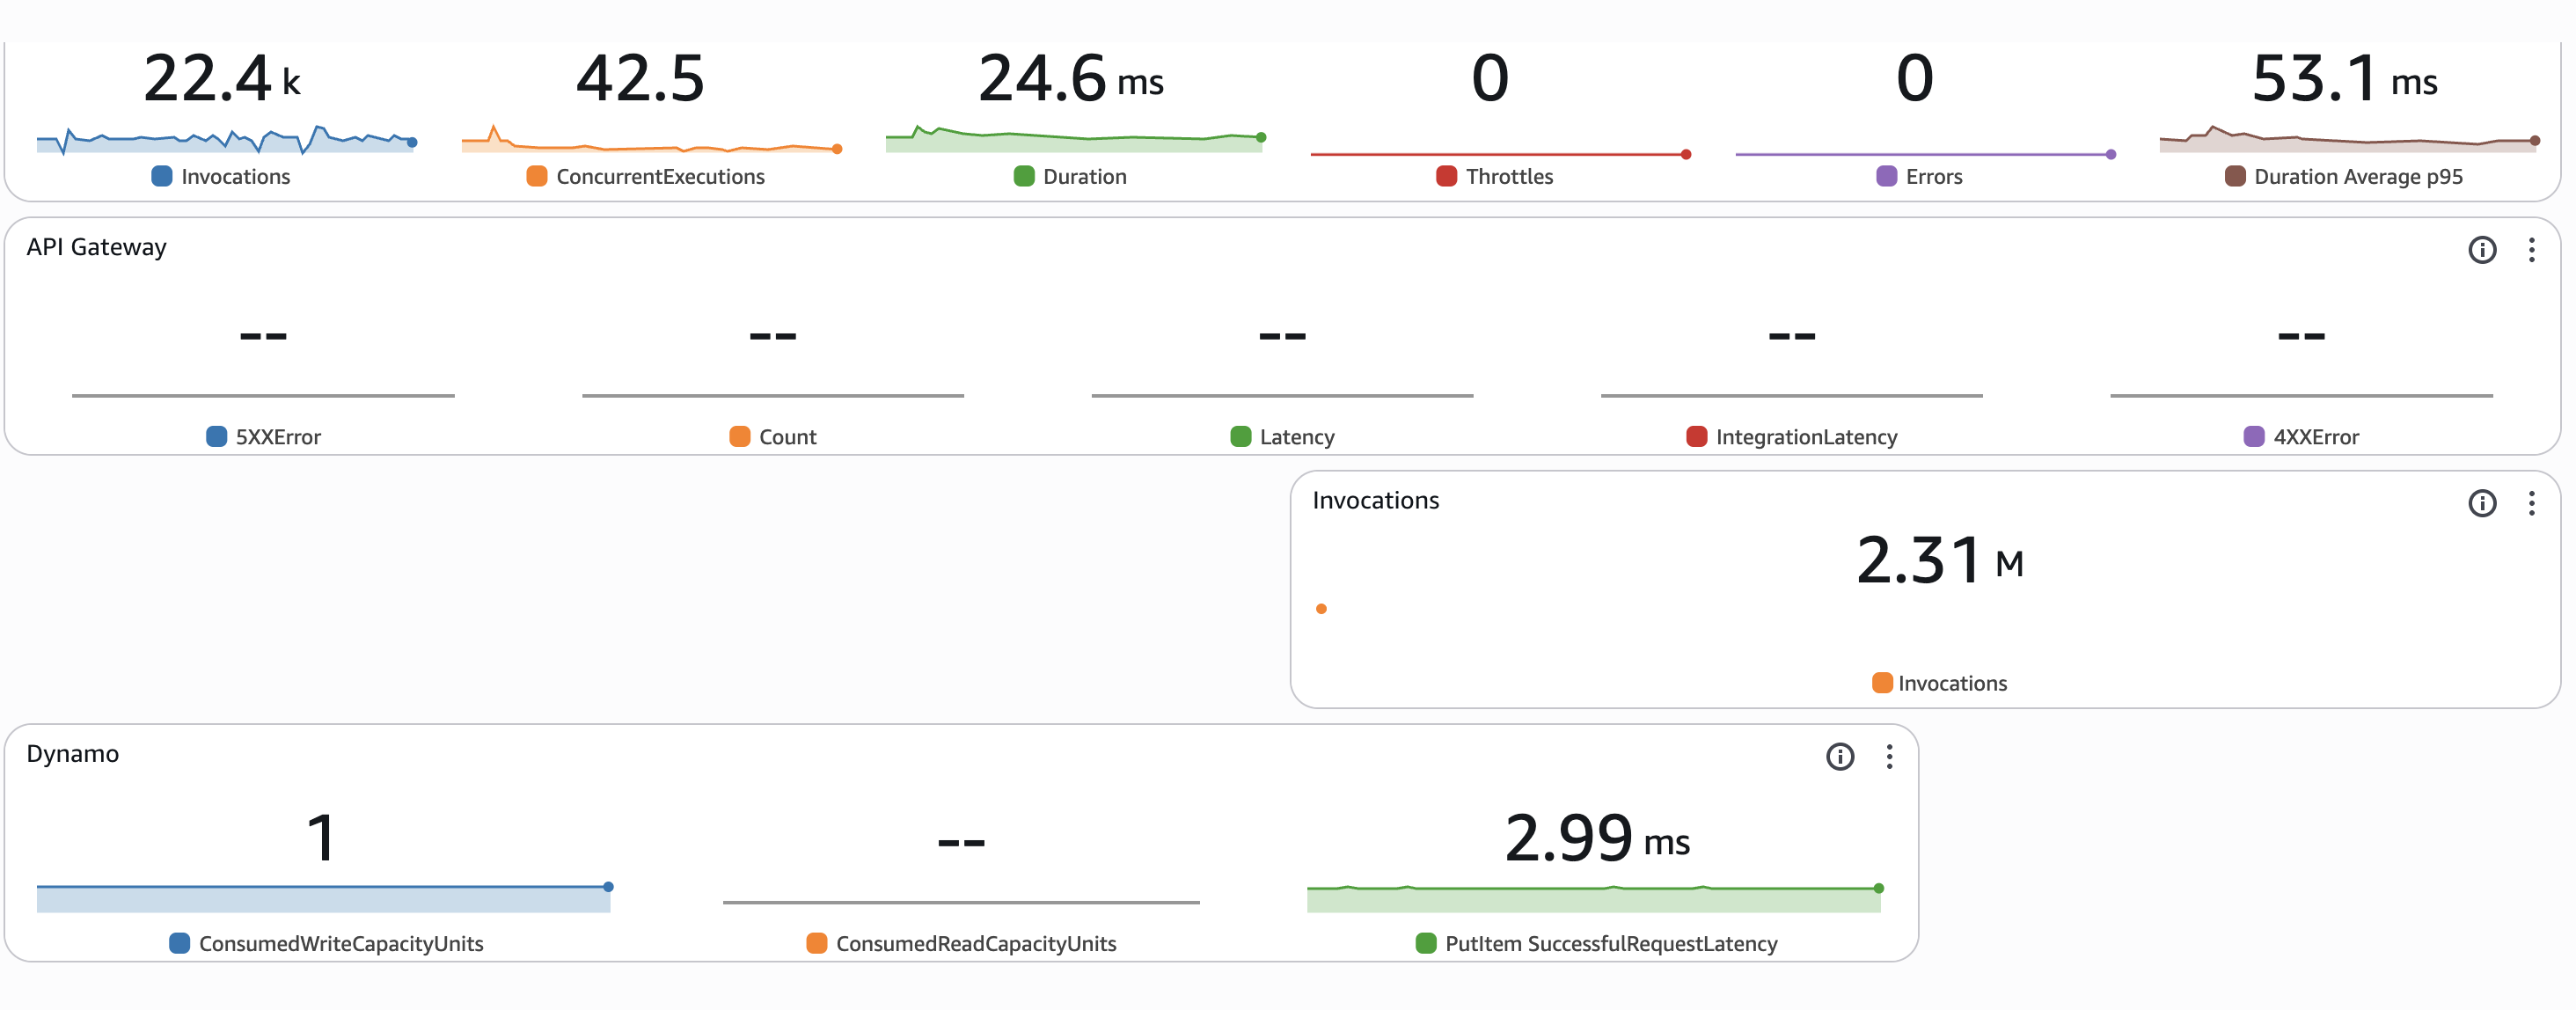 22.4 k 42.5 24.6 ms 0 0 53.1 ms
Invocations ConcurrentExecutions Duration Throttles Errors Duration Average p95
API Gateway
-- -- -- -- --
5XXError Count Latency IntegrationLatency 4XXError
Invocations
2.31 M
Invocations
Dynamo
1 -- 2.99 ms
ConsumedWriteCapacityUnits ConsumedReadCapacityUnits PutItem SuccessfulRequestLatency